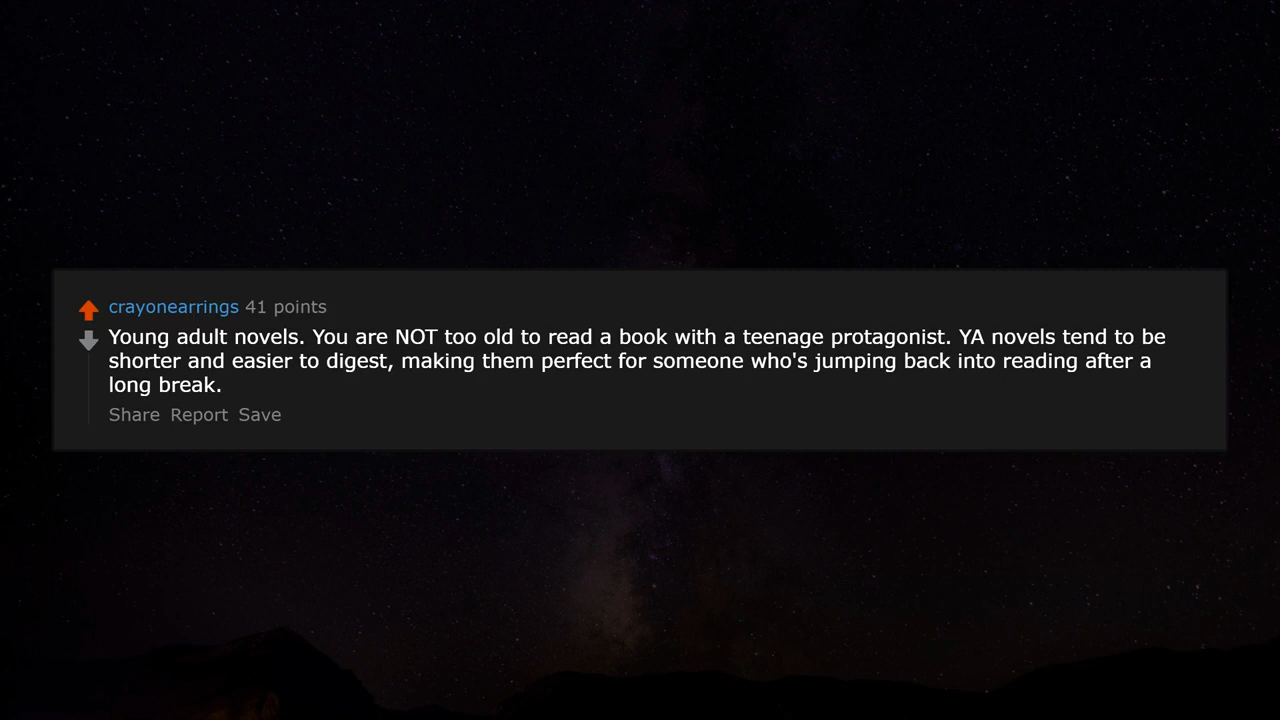 crayonearrings 41 points
Young adult novels. You are NOT too old to read a book with a teenage protagonist. YA novels tend to be
shorter and easier to digest, making them perfect for someone who's jumping back into reading after a
long break.
Share Report Save